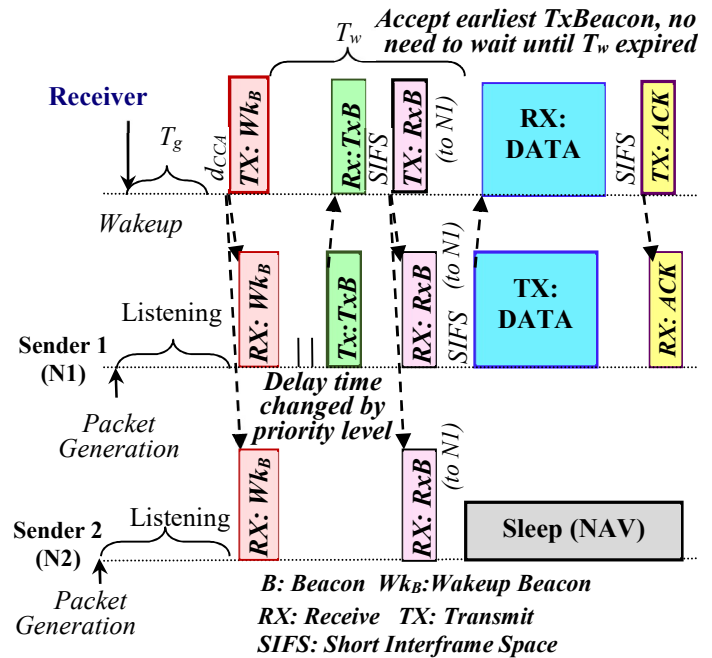 Accept earliest TxBeacon, no
need to wait until Tw expired
Tw
Receiver
Tg
dCCA
TX: WkB
Rx:TxB
SIFS
TX: RxB
(to N1)
RX:
DATA
SIFS
TX: ACK
Wakeup
Listening
RX: WkB
Tx:TxB
RX: RxB
(to N1)
SIFS
TX:
DATA
RX: ACK
Sender 1
(N1)
Delay time
changed by
priority level
Packet
Generation
Listening
RX: WkB
RX: RxB
(to N1)
Sleep (NAV)
Sender 2
(N2)
Packet
Generation
B: Beacon WkB:Wakeup Beacon
RX: Receive TX: Transmit
SIFS: Short Interframe Space